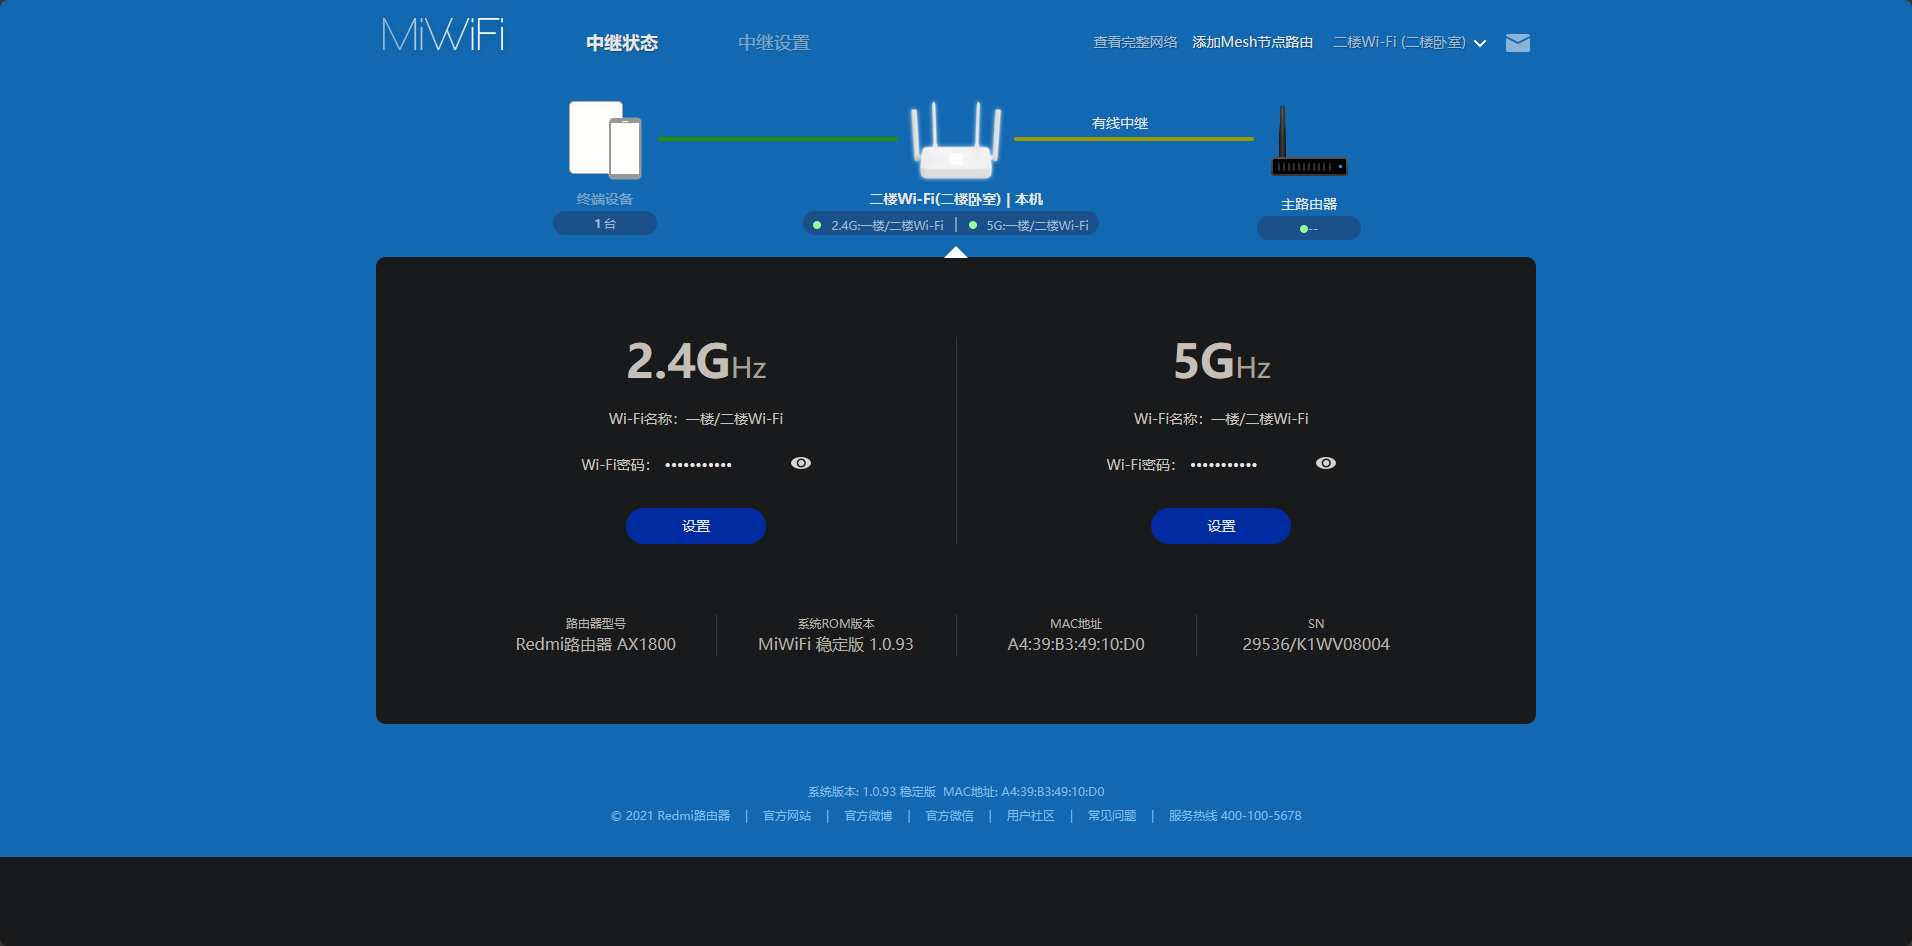 MiWiFi 中继状态 中继设置 查看完整网络 添加Mesh节点路由 二楼Wi-Fi (二楼卧室)
有线中继
终端设备 二楼Wi-Fi(二楼卧室) | 本机 主路由器
1 台 2.4G:一楼/二楼Wi-Fi | 5G:一楼/二楼Wi-Fi --
2.4GHz 5GHz
Wi-Fi名称: 一楼/二楼Wi-Fi Wi-Fi名称: 一楼/二楼Wi-Fi
Wi-Fi密码: ••••••••••• Wi-Fi密码: •••••••••••
设置 设置
路由器型号 系统ROM版本 MAC地址 SN
Redmi路由器 AX1800 MiWiFi 稳定版 1.0.93 A4:39:B3:49:10:D0 29536/K1WV08004
系统版本: 1.0.93 稳定版 MAC地址: A4:39:B3:49:10:D0
© 2021 Redmi路由器 | 官方网站 | 官方微博 | 官方微信 | 用户社区 | 常见问题 | 服务热线 400-100-5678